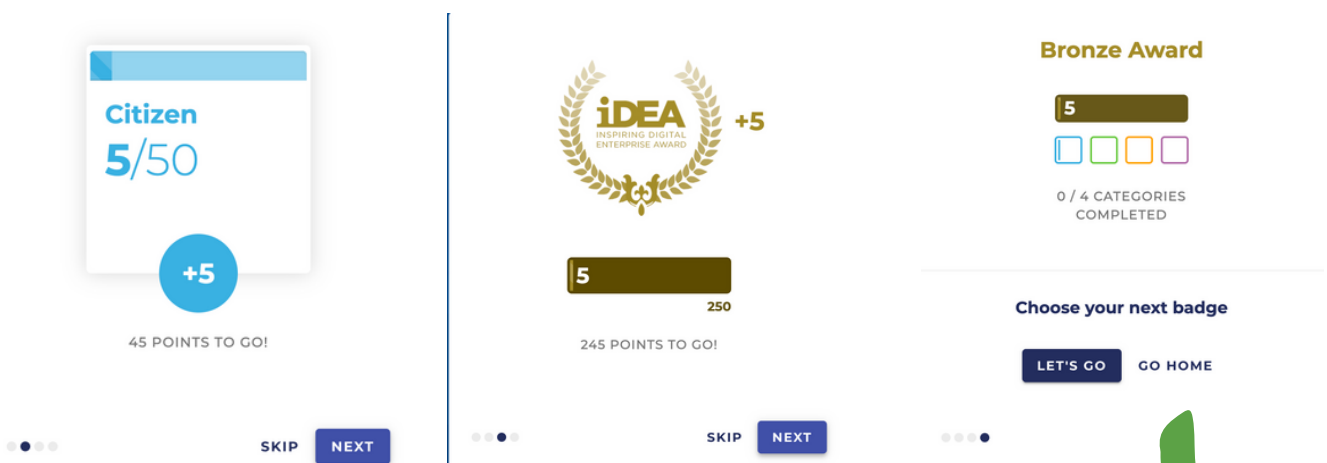 Citizen
5/50
+5
45 POINTS TO GO!
SKIP NEXT
iDEA
INSPIRING DIGITAL
ENTERPRISE AWARD
+5
5
250
245 POINTS TO GO!
SKIP NEXT
Bronze Award
5
0 / 4 CATEGORIES
COMPLETED
Choose your next badge
LET'S GO GO HOME